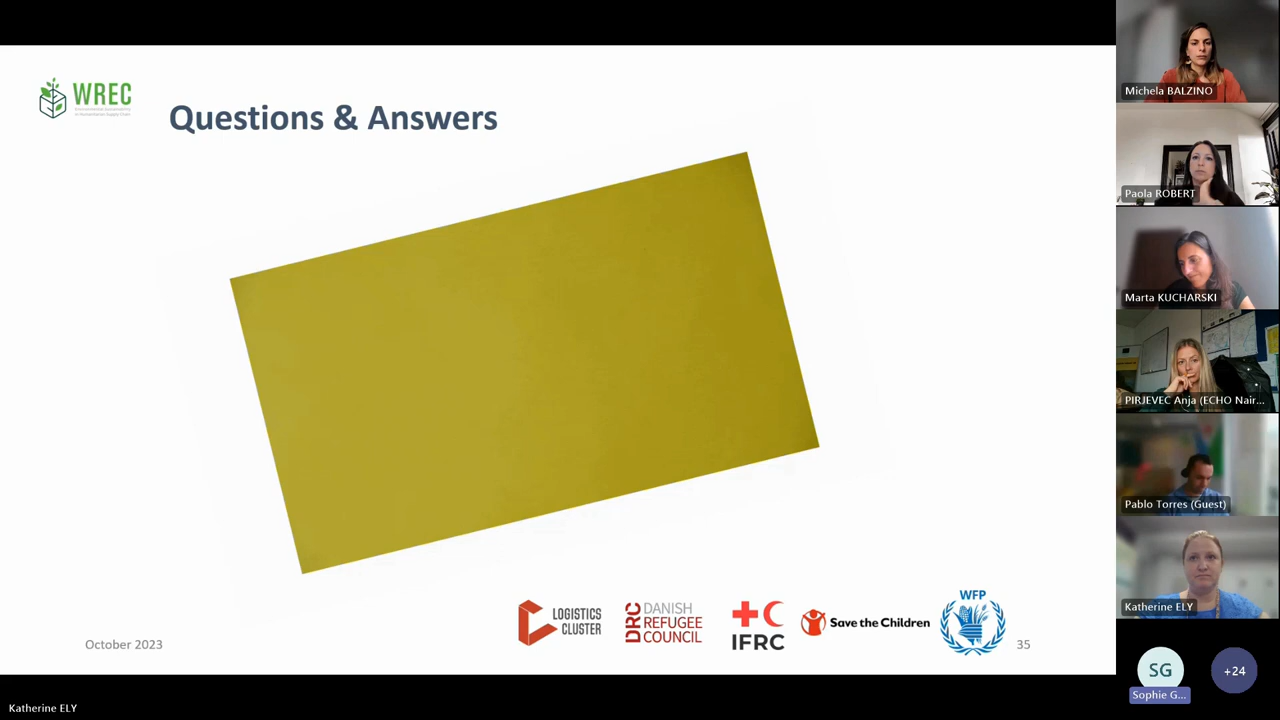 WREC
Questions & Answers
LOGISTICS
CLUSTER
DRC
DANISH
REFUGEE
COUNCIL
IFRC
Save the Children
WFP
October 2023
35
Katherine ELY
Michela BALZINO
Paola ROBERT
Marta KUCHARSKI
PIRJEVEC Anja (ECHO Nair...
Pablo Torres (Guest)
Katherine ELY
SG
Sophie G...
+24